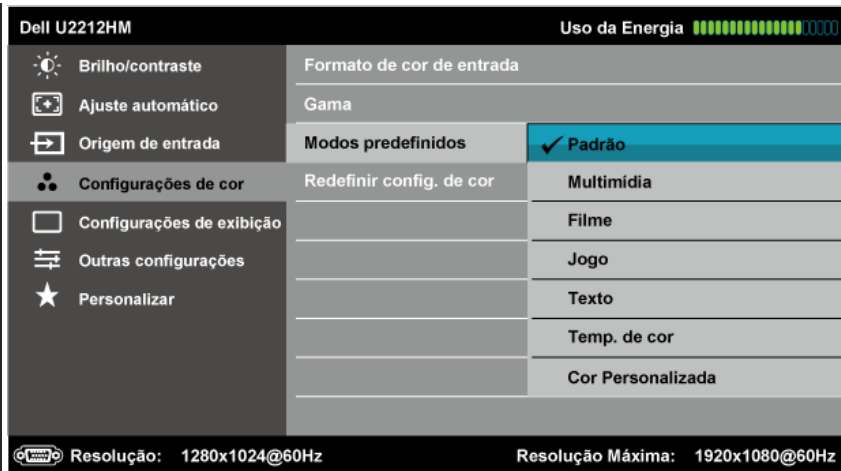 Dell U2212HM Uso da Energia
Brilho/contraste Formato de cor de entrada
Ajuste automático Gama
Origem de entrada Modos predefinidos Padrão
Configurações de cor Redefinir config. de cor Multimídia
Configurações de exibição Filme
Outras configurações Jogo
Personalizar Texto
Temp. de cor
Cor Personalizada
Resolução: 1280x1024@60Hz Resolução Máxima: 1920x1080@60Hz